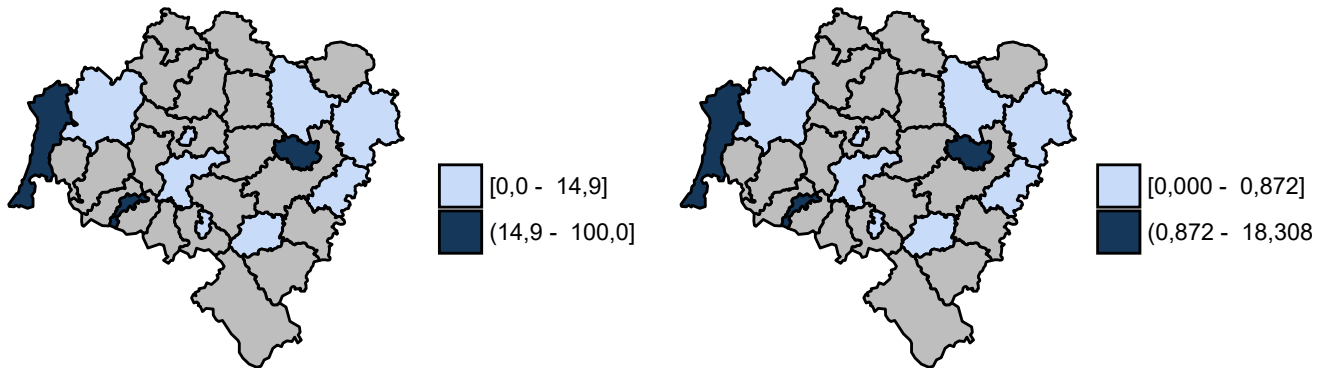 [0,0 - 14,9]
(14,9 - 100,0]
[0,000 - 0,872]
(0,872 - 18,308